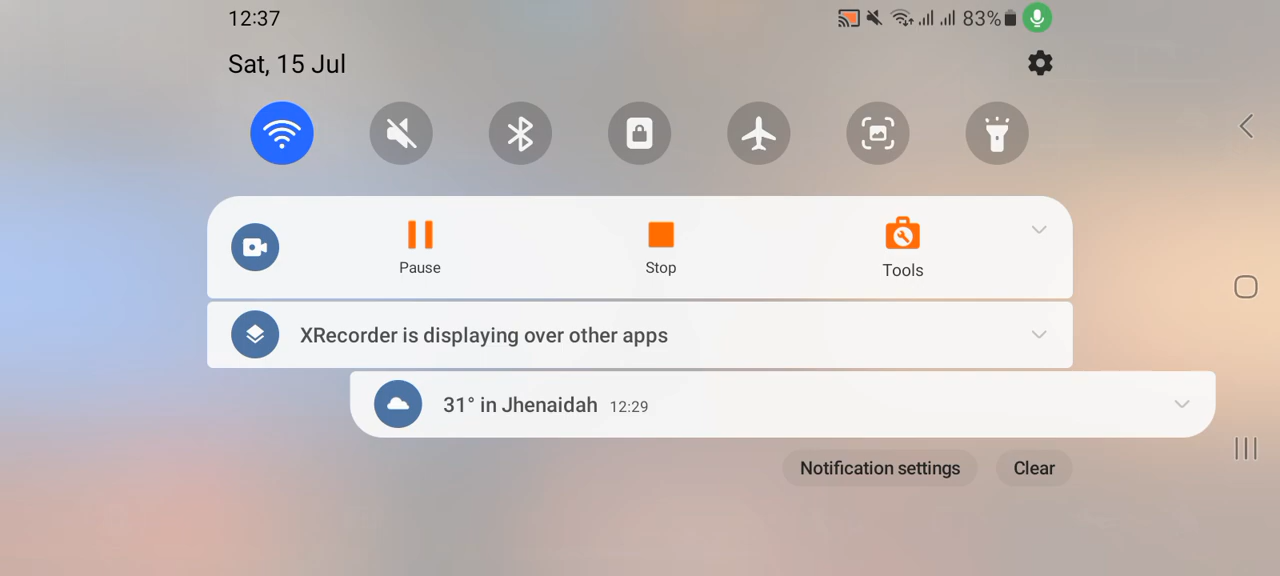 12:37
83%
Sat, 15 Jul
Pause
Stop
Tools
XRecorder is displaying over other apps
31° in Jhenaidah 12:29
Notification settings
Clear